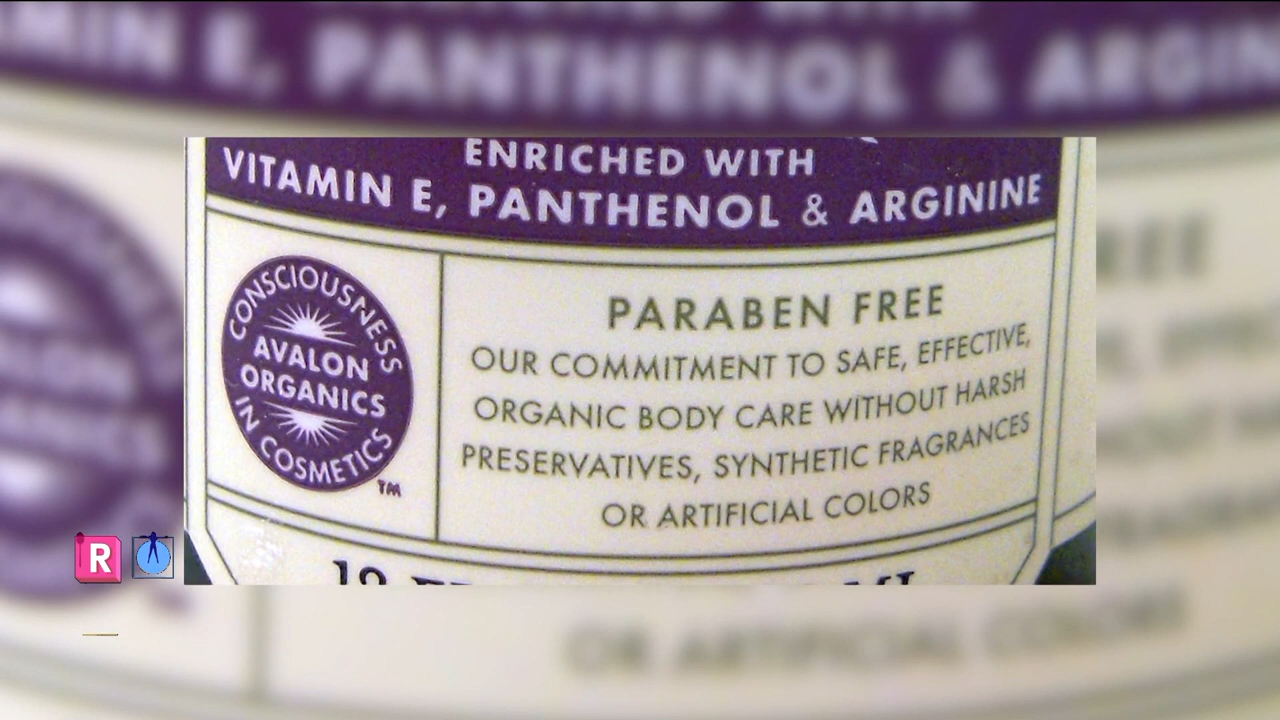 ENRICHED WITH
VITAMIN E, PANTHENOL & ARGININE
CONSCIOUSNESS
AVALON
ORGANICS
IN COSMETICS
TM
PARABEN FREE
OUR COMMITMENT TO SAFE, EFFECTIVE,
ORGANIC BODY CARE WITHOUT HARSH
PRESERVATIVES, SYNTHETIC FRAGRANCES
OR ARTIFICIAL COLORS
R